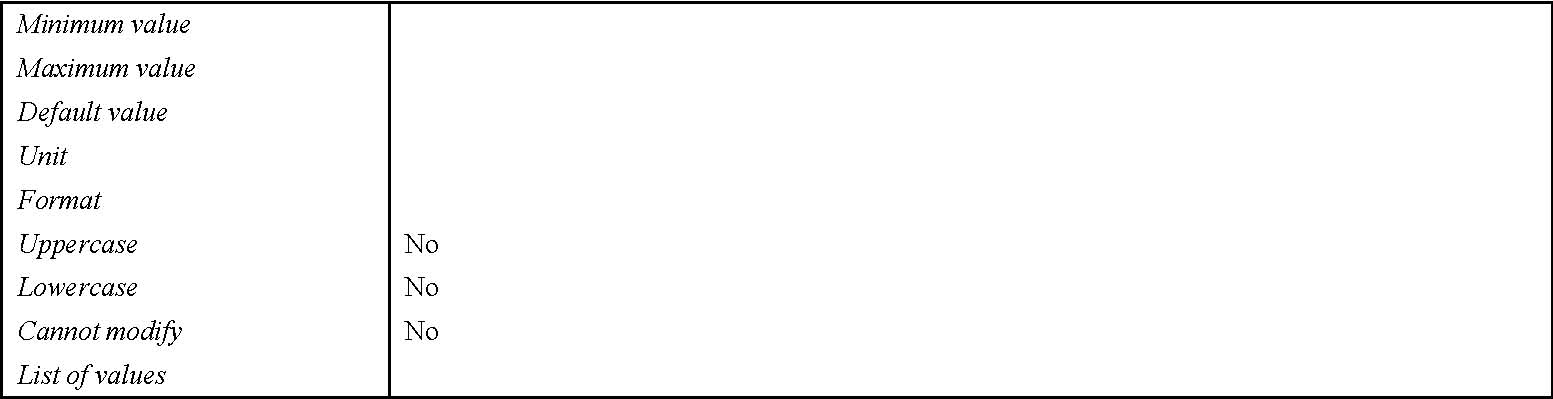 Minimum value
Maximum value
Default value
Unit
Format
Uppercase No
Lowercase No
Cannot modify No
List of values